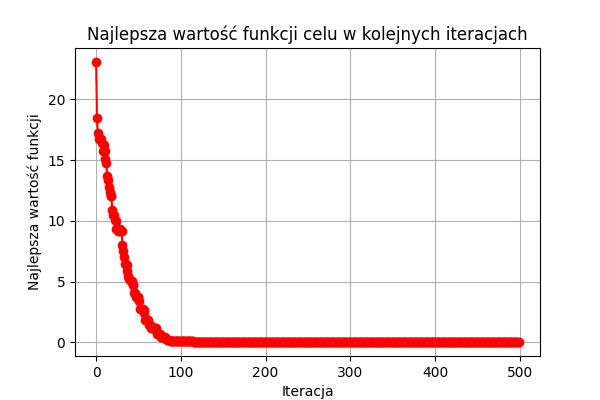 Najlepsza wartość funkcji celu w kolejnych iteracjach
Najlepsza wartość funkcji
20
15
10
5
0
0 100 200 300 400 500
Iteracja